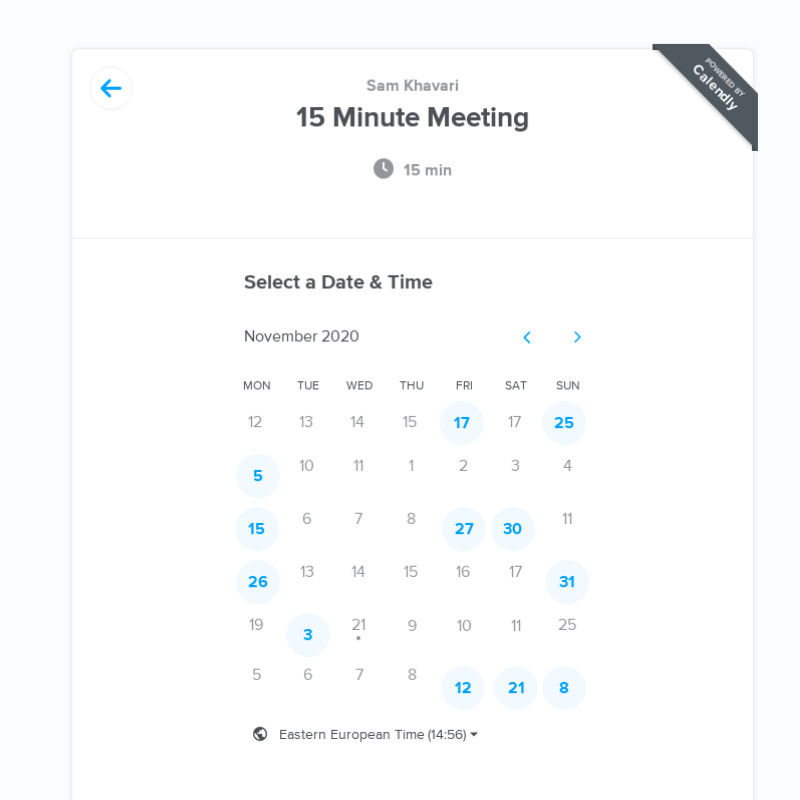 POWERED BY
Calendly
Sam Khavari
15 Minute Meeting
15 min
Select a Date & Time
November 2020
MON TUE WED THU FRI SAT SUN
12 13 14 15 17 17 25
5 10 11 1 2 3 4
15 6 7 8 27 30 11
26 13 14 15 16 17 31
19 3 21 9 10 11 25
5 6 7 8 12 21 8
Eastern European Time (14:56)